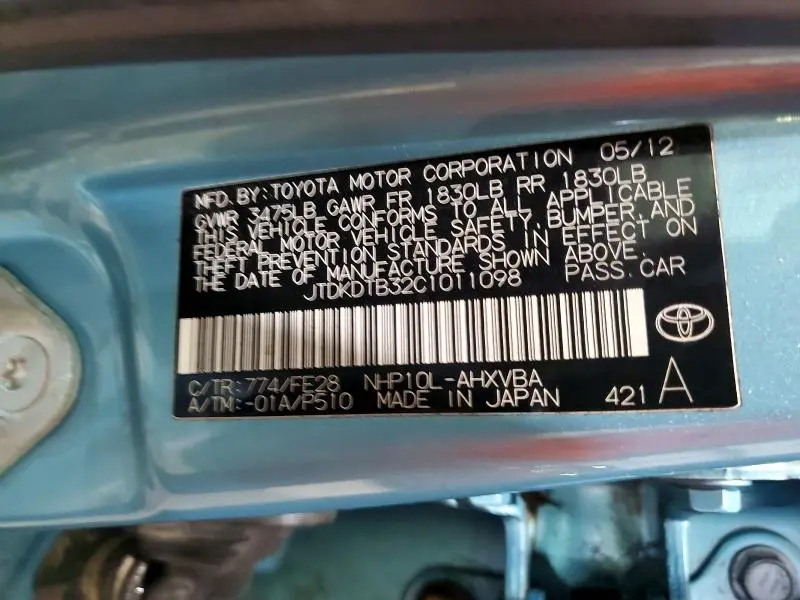 MFD. BY: TOYOTA MOTOR CORPORATION 05/12
GVWR 3475LB GAWR FR 1830LB RR 1830LB
THIS VEHICLE CONFORMS TO ALL APPLICABLE
FEDERAL MOTOR VEHICLE SAFETY, BUMPER, AND
THEFT PREVENTION STANDARDS IN EFFECT ON
THE DATE OF MANUFACTURE SHOWN ABOVE.
JTDKDTB32C1011098 PASS. CAR
C/TR: 774/FE28 NHP10L-AHXVBA
A/TM: -01A/P510 MADE IN JAPAN 421 A